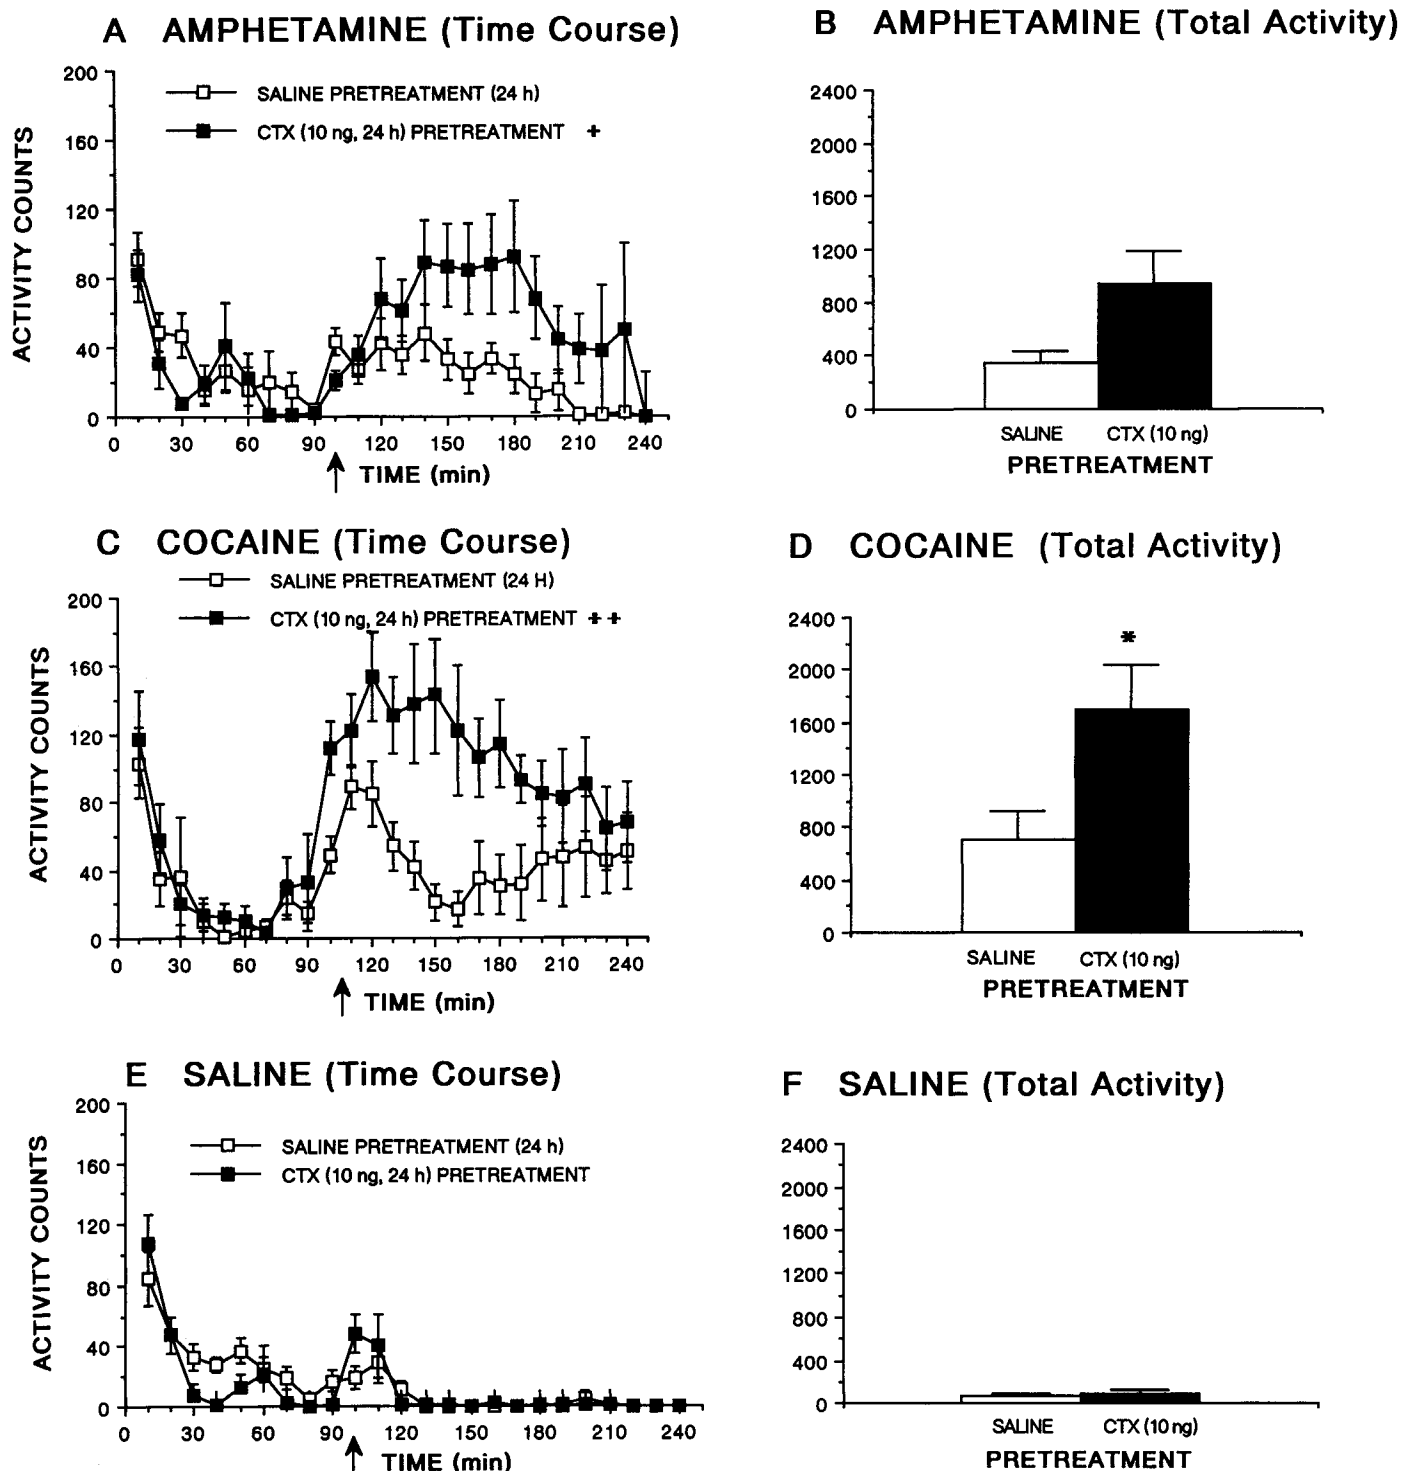 A AMPHETAMINE (Time Course)
200
160
120
80
40
0
ACTIVITY COUNTS
SALINE PRETREATMENT (24 h)
CTX (10 ng, 24 h) PRETREATMENT +
0 30 60 90 120 150 180 210 240
TIME (min)
B AMPHETAMINE (Total Activity)
2400
2000
1600
1200
800
400
0
SALINE CTX (10 ng)
PRETREATMENT
C COCAINE (Time Course)
SALINE PRETREATMENT (24 H)
CTX (10 ng, 24 h) PRETREATMENT + +
200
160
120
80
40
0
ACTIVITY COUNTS
0 30 60 90 120 150 180 210 240
TIME (min)
D COCAINE (Total Activity)
2400
2000
1600
1200
800
400
0
*
SALINE CTX (10 ng)
PRETREATMENT
E SALINE (Time Course)
200
160
120
80
40
0
ACTIVITY COUNTS
SALINE PRETREATMENT (24 h)
CTX (10 ng, 24 h) PRETREATMENT
0 30 60 90 120 150 180 210 240
TIME (min)
F SALINE (Total Activity)
2400
2000
1600
1200
800
400
0
SALINE CTX (10 ng)
PRETREATMENT